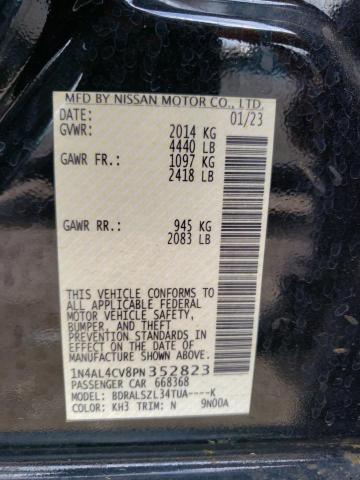 MFD BY NISSAN MOTOR CO., LTD.
DATE: 01/23
GVWR: 2014 KG
4440 LB
GAWR FR.: 1097 KG
2418 LB
GAWR RR.: 945 KG
2083 LB
THIS VEHICLE CONFORMS TO
ALL APPLICABLE FEDERAL
MOTOR VEHICLE SAFETY,
BUMPER, AND THEFT
PREVENTION STANDARDS IN
EFFECT ON THE DATE OF
MANUFACTURE SHOWN ABOVE.
1N4AL4CV8PN352823
PASSENGER CAR 668368
MODEL: BDRALSZL34TUA----K
COLOR: KH3 TRIM: N 9N00A